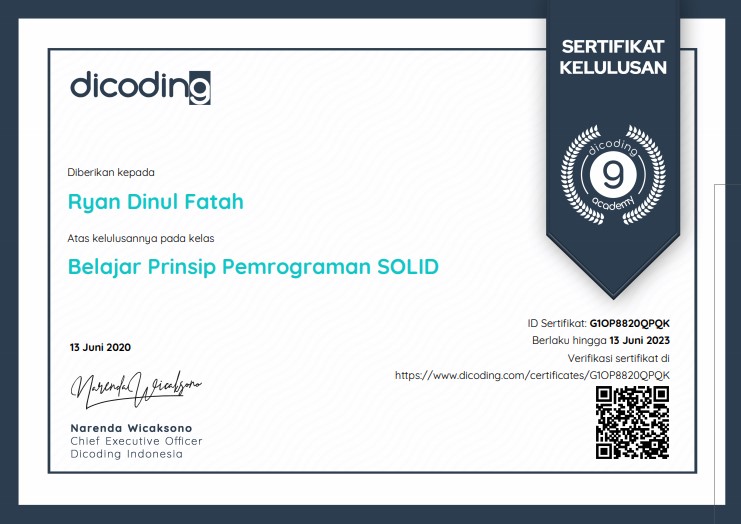 SERTIFIKAT
KELULUSAN
dicoding
dicoding
academy
Diberikan kepada
Ryan Dinul Fatah
Atas kelulusannya pada kelas
Belajar Prinsip Pemrograman SOLID
13 Juni 2020
Narenda Wicaksono
Narenda Wicaksono
Chief Executive Officer
Dicoding Indonesia
ID Sertifikat: G1OP8820QPQK
Berlaku hingga 13 Juni 2023
Verifikasi sertifikat di
https://www.dicoding.com/certificates/G1OP8820QPQK